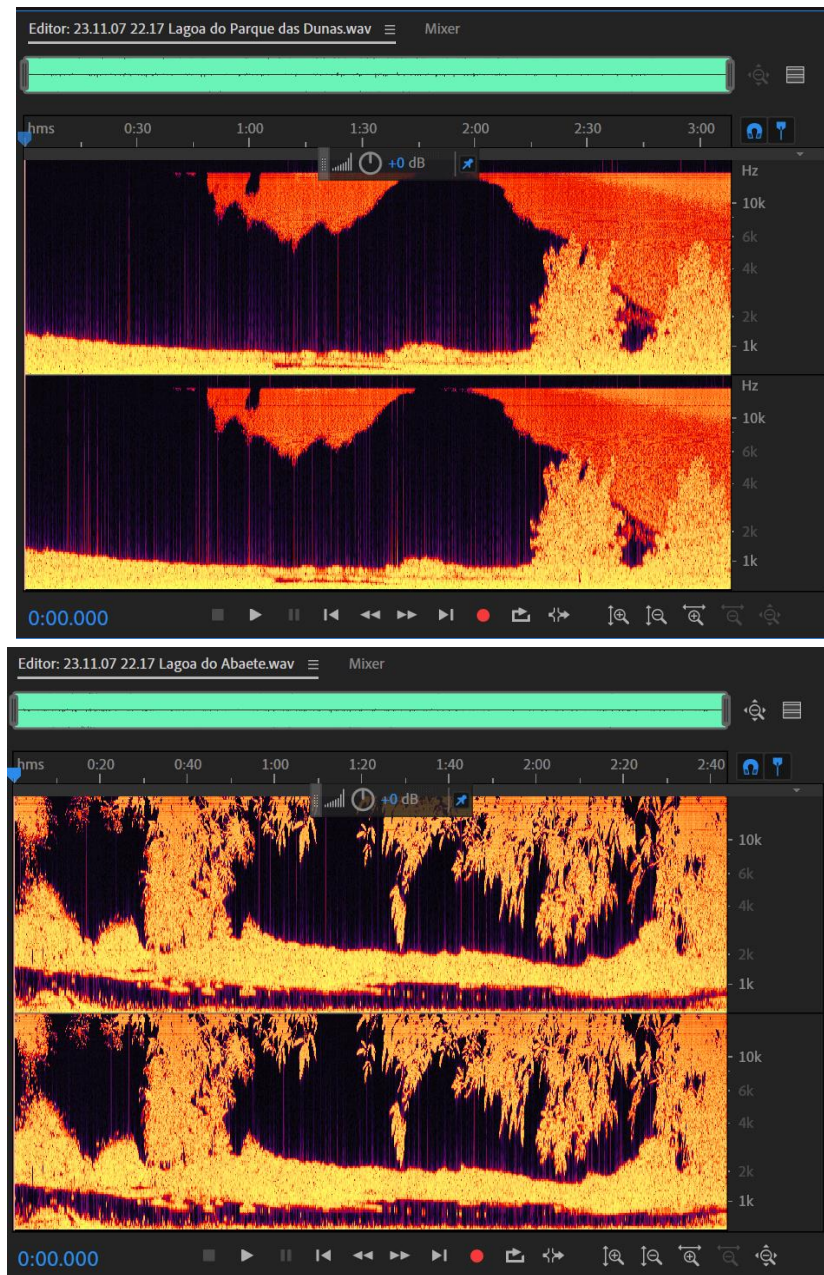 Editor: 23.11.07 22.17 Lagoa do Parque das Dunas.wav Mixer
hms 0:30 1:00 1:30 2:00 2:30 3:00
+0 dB
Hz
10k
6k
4k
2k
1k
Hz
10k
6k
4k
2k
1k
0:00.000
Editor: 23.11.07 22.17 Lagoa do Abaete.wav Mixer
hms 0:20 0:40 1:00 1:20 1:40 2:00 2:20 2:40
+0 dB
10k
6k
4k
2k
1k
10k
6k
4k
2k
1k
0:00.000